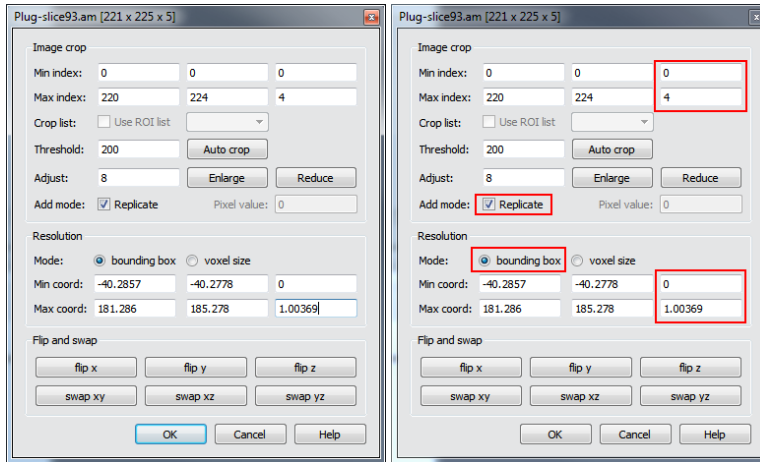 Plug-slice93.am [221 x 225 x 5]
Image crop
Min index: 0 0 0
Max index: 220 224 4
Crop list: Use ROI list
Threshold: 200 Auto crop
Adjust: 8 Enlarge Reduce
Add mode: Replicate Pixel value: 0
Resolution
Mode: bounding box voxel size
Min coord: -40.2857 -40.2778 0
Max coord: 181.286 185.278 1.00369
Flip and swap
flip x flip y flip z
swap xy swap xz swap yz
OK Cancel Help
Plug-slice93.am [221 x 225 x 5]
Image crop
Min index: 0 0 0
Max index: 220 224 4
Crop list: Use ROI list
Threshold: 200 Auto crop
Adjust: 8 Enlarge Reduce
Add mode: Replicate Pixel value: 0
Resolution
Mode: bounding box voxel size
Min coord: -40.2857 -40.2778 0
Max coord: 181.286 185.278 1.00369
Flip and swap
flip x flip y flip z
swap xy swap xz swap yz
OK Cancel Help